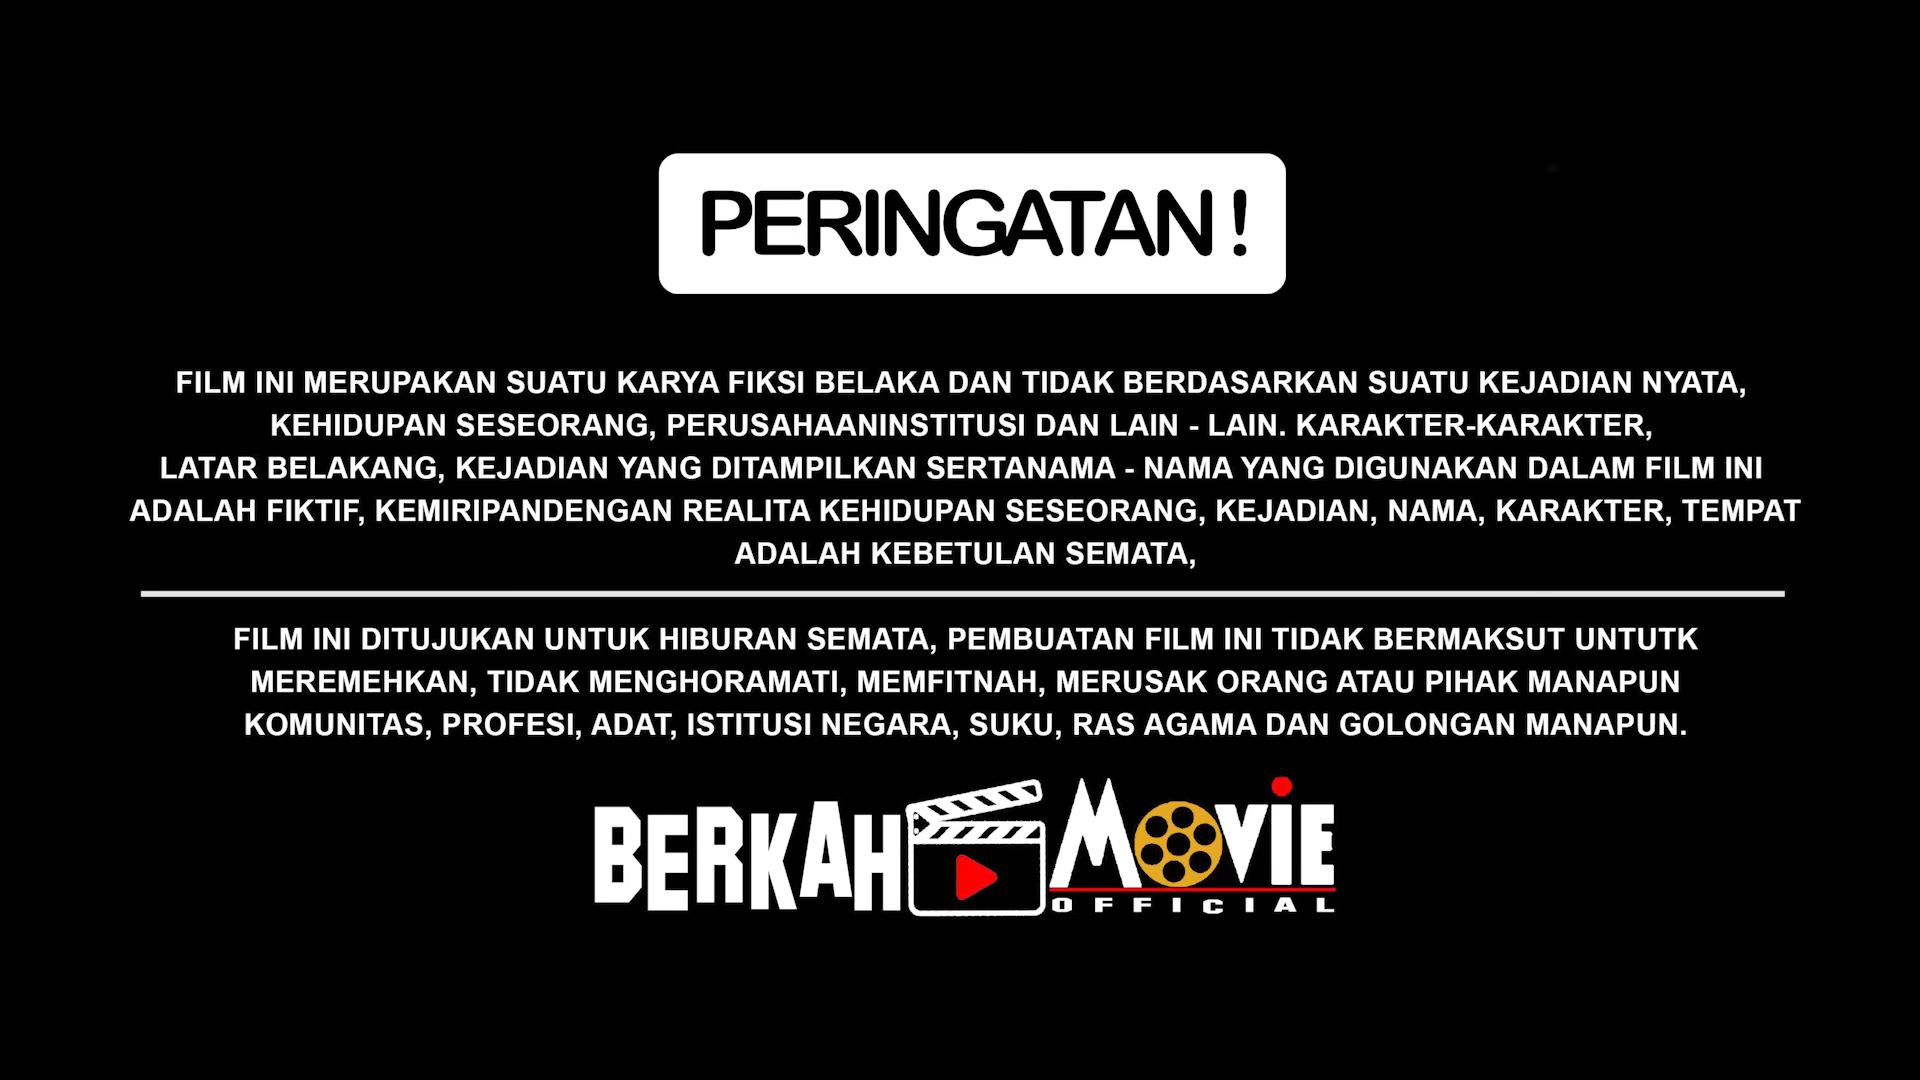 PERINGATAN !
FILM INI MERUPAKAN SUATU KARYA FIKSI BELAKA DAN TIDAK BERDASARKAN SUATU KEJADIAN NYATA,
KEHIDUPAN SESEORANG, PERUSAHAANINSTITUSI DAN LAIN - LAIN. KARAKTER-KARAKTER,
LATAR BELAKANG, KEJADIAN YANG DITAMPILKAN SERTANAMA - NAMA YANG DIGUNAKAN DALAM FILM INI
ADALAH FIKTIF, KEMIRIPANDENGAN REALITA KEHIDUPAN SESEORANG, KEJADIAN, NAMA, KARAKTER, TEMPAT
ADALAH KEBETULAN SEMATA,
FILM INI DITUJUKAN UNTUK HIBURAN SEMATA, PEMBUATAN FILM INI TIDAK BERMAKSUT UNTUTK
MEREMEHKAN, TIDAK MENGHORAMATI, MEMFITNAH, MERUSAK ORANG ATAU PIHAK MANAPUN
KOMUNITAS, PROFESI, ADAT, ISTITUSI NEGARA, SUKU, RAS AGAMA DAN GOLONGAN MANAPUN.
BERKAH MOViE
OFFICIAL